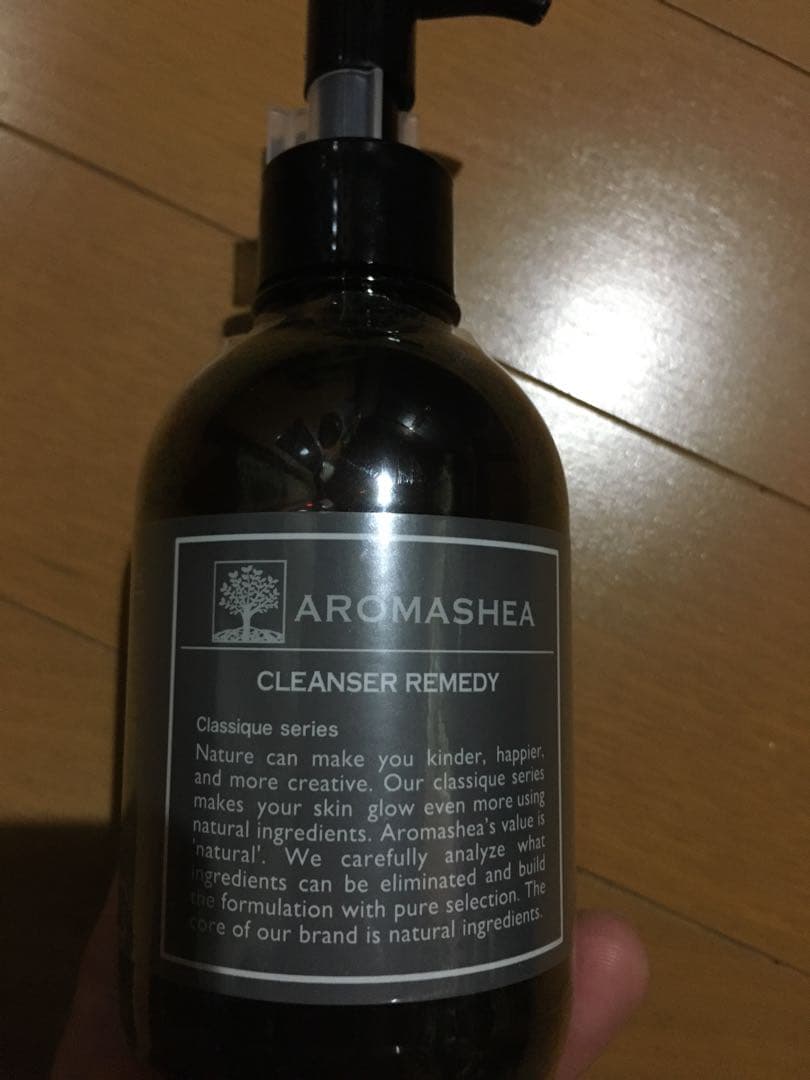 AROMASHEA
CLEANSER REMEDY
Classique series
Nature can make you kinder, happier,
and more creative. Our classique series
makes your skin glow even more using
natural ingredients. Aromashea's value is
'natural'. We carefully analyze what
ingredients can be eliminated and build
the formulation with pure selection. The
core of our brand is natural ingredients.